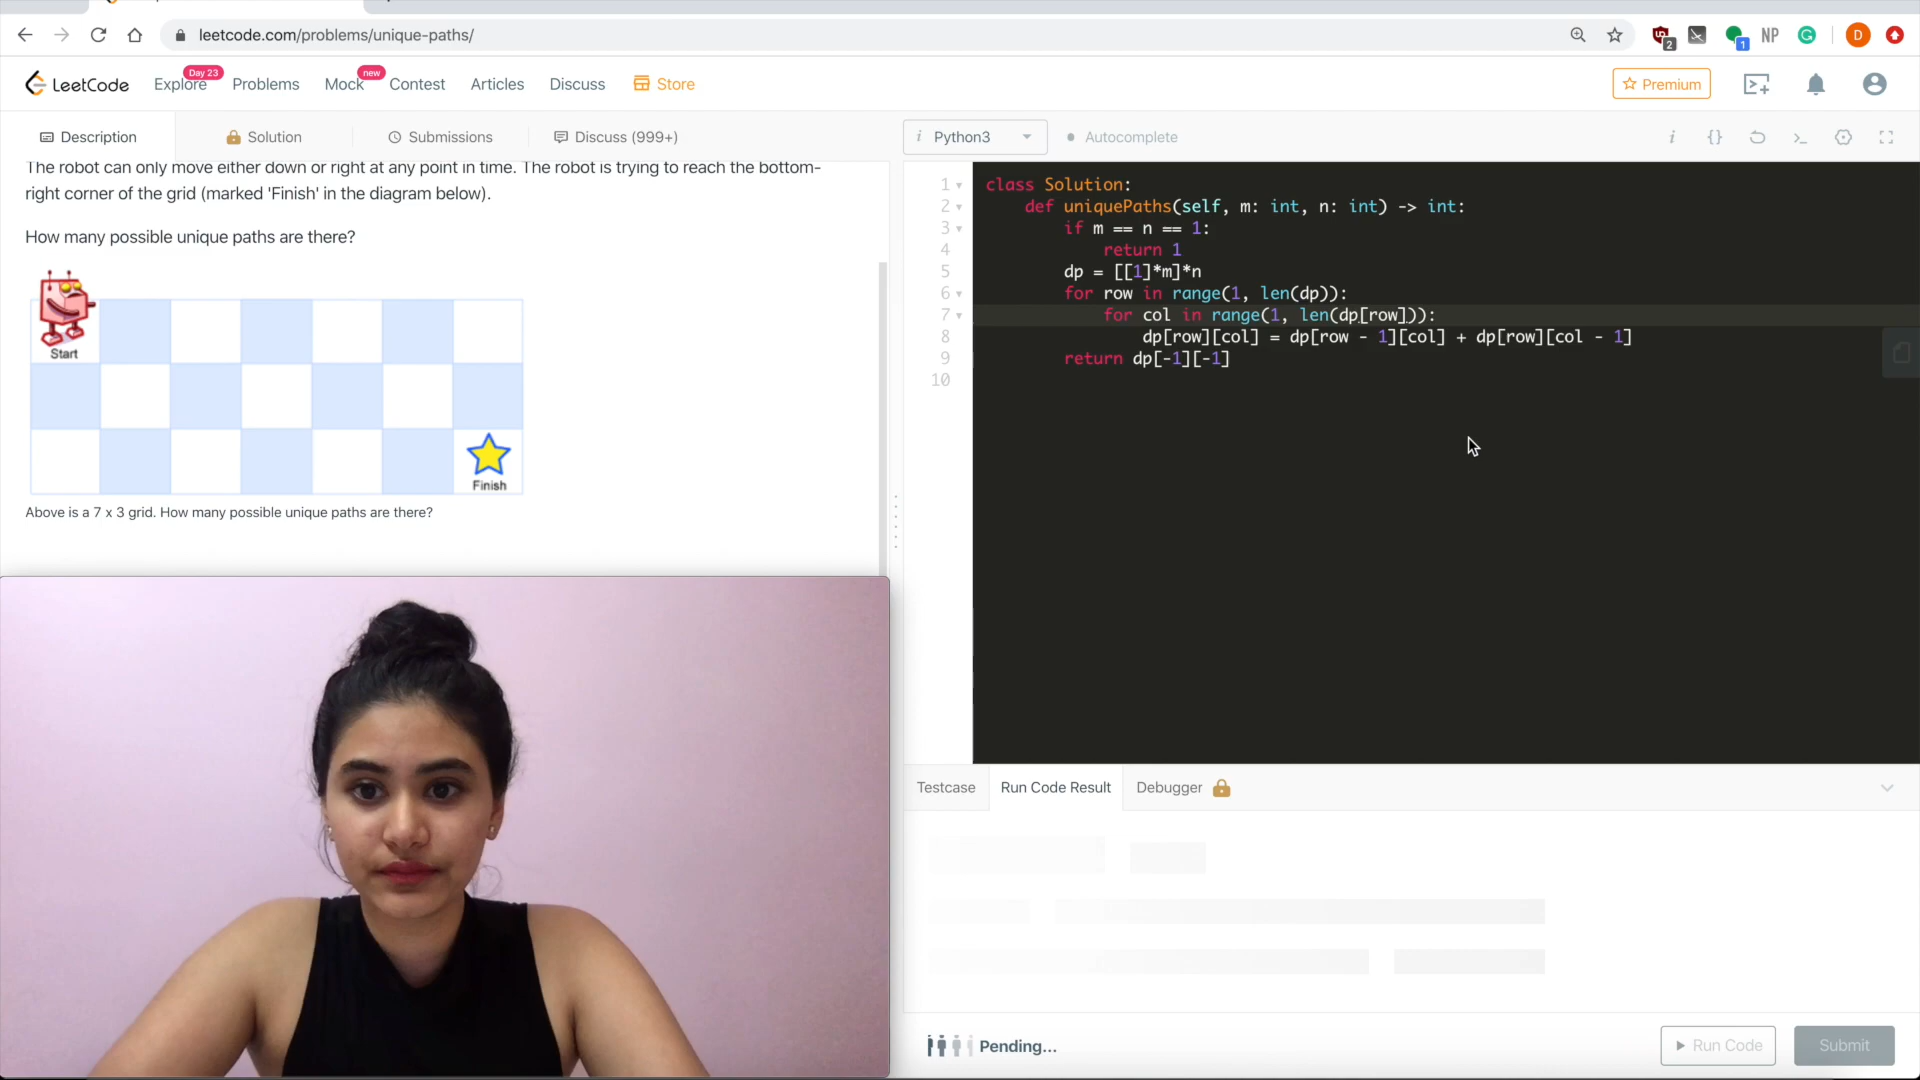 leetcode.com/problems/unique-paths/
2
1
NP
D
LeetCode
Explore
Day 23
Problems
Mock
new
Contest
Articles
Discuss
Store
Premium
Description
Solution
Submissions
Discuss (999+)
i Python3
Autocomplete
i {} >_
The robot can only move either down or right at any point in time. The robot is trying to reach the bottom-
right corner of the grid (marked 'Finish' in the diagram below).
How many possible unique paths are there?
Start
Finish
Above is a 7 x 3 grid. How many possible unique paths are there?
1 class Solution:
2 def uniquePaths(self, m: int, n: int) -> int:
3 if m == n == 1:
4 return 1
5 dp = [[1]*m]*n
6 for row in range(1, len(dp)):
7 for col in range(1, len(dp[row])):
8 dp[row][col] = dp[row - 1][col] + dp[row][col - 1]
9 return dp[-1][-1]
10
Testcase
Run Code Result
Debugger
Pending...
Run Code
Submit